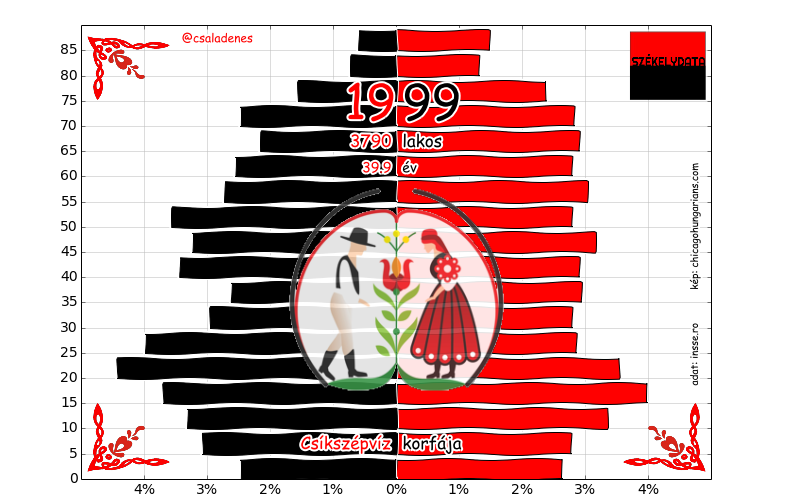 @csaladenes
SZÉKELYDATA
1999
3790 lakos
39.9 év
kép: chicagohungarians.com
adat: insse.ro
Csíkszépvíz korfája
85
80
75
70
65
60
55
50
45
40
35
30
25
20
15
10
5
0
4% 3% 2% 1% 0% 1% 2% 3% 4%